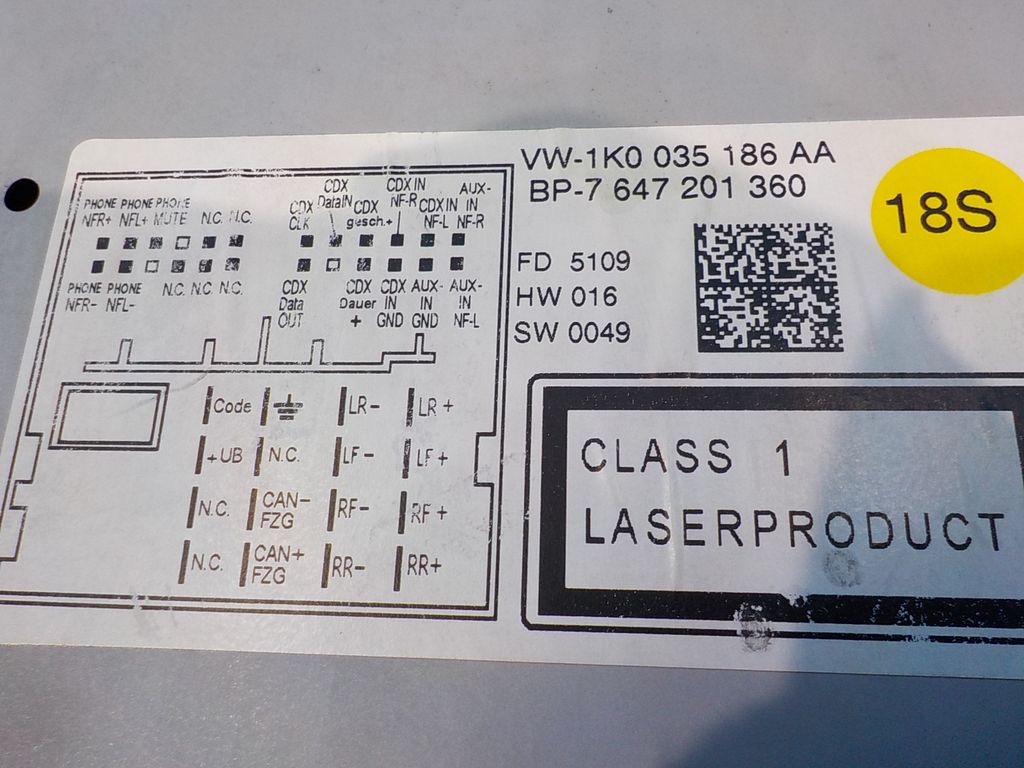 VW-1K0 035 186 AA
BP-7 647 201 360
18S
FD 5109
HW 016
SW 0049
CLASS 1
LASERPRODUCT
PHONE PHONE PHONE
NFR+ NFL+ MUTE N.C. N.C.
PHONE PHONE
NFR- NFL- N.C. N.C N.C.
CDX
CLK
CDX
DataIN
CDX
gesch.+
CDX IN
NF-R
CDX IN
NF-L
AUX-
IN
NF-R
CDX
Data
OUT
CDX
Dauer
+
CDX
IN
GND
AUX-
IN
GND
AUX-
IN
NF-L
Code LR- LR+
+UB N.C. LF- LF+
N.C. CAN-
FZG RF- RF+
N.C. CAN+
FZG RR- RR+